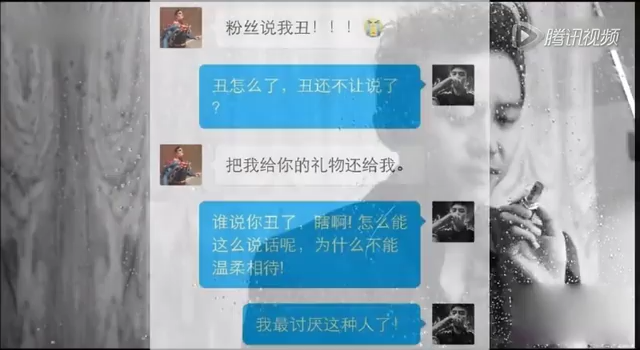 腾讯视频
粉丝说我丑！！！😭
丑怎么了，丑还不让说了
？
把我给你的礼物还给我。
谁说你丑了　瞎啊!怎么能
这么说话呢，为什么不能
温柔相待!
我最讨厌这种人了！